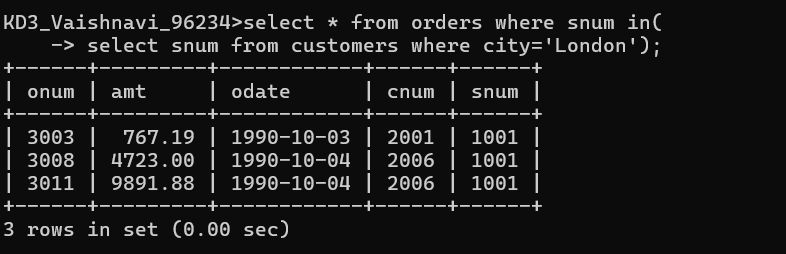 KD3_Vaishnavi_96234>select * from orders where snum in(
    -> select snum from customers where city='London');
+------+---------+------------+------+------+
| onum | amt     | odate      | cnum | snum |
+------+---------+------------+------+------+
| 3003 |  767.19 | 1990-10-03 | 2001 | 1001 |
| 3008 | 4723.00 | 1990-10-04 | 2006 | 1001 |
| 3011 | 9891.88 | 1990-10-04 | 2006 | 1001 |
+------+---------+------------+------+------+
3 rows in set (0.00 sec)